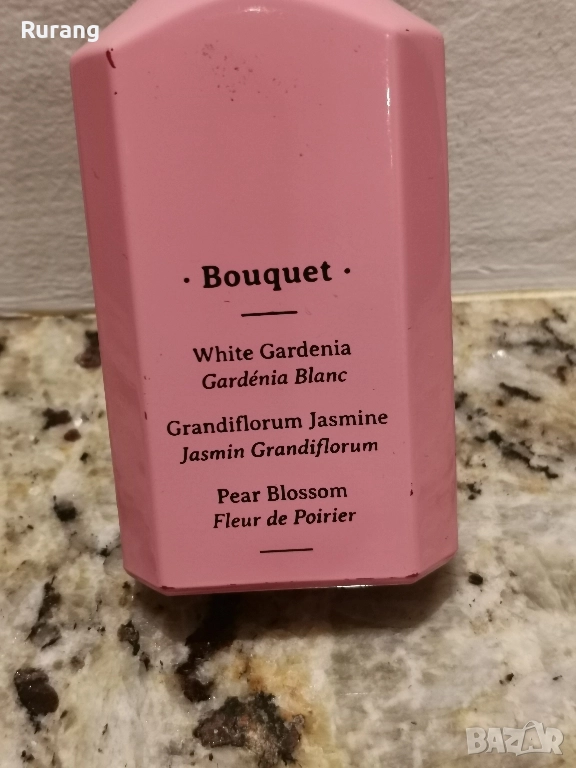 Rurang
· Bouquet ·
White Gardenia
Gardénia Blanc
Grandiflorum Jasmine
Jasmin Grandiflorum
Pear Blossom
Fleur de Poirier
BAZAR